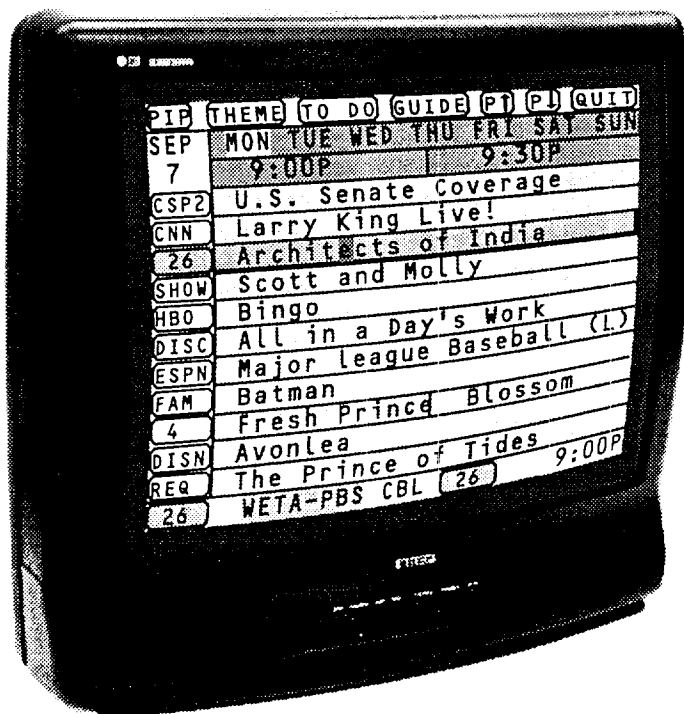 PIP THEME TO DO GUIDE P↑ P↓ QUIT
SEP MON TUE WED THU FRI SAT SUN
7 9:00P 9:30P
CSP2 U.S. Senate Coverage
CNN Larry King Live!
26 Architects of India
SHOW Scott and Molly
HBO Bingo
DISC All in a Day's Work
ESPN Major league Baseball (L)
FAM Batman
4 Fresh Prince Blossom
DISN Avonlea
REQ The Prince of Tides
26 WETA-PBS CBL 26 9:00P